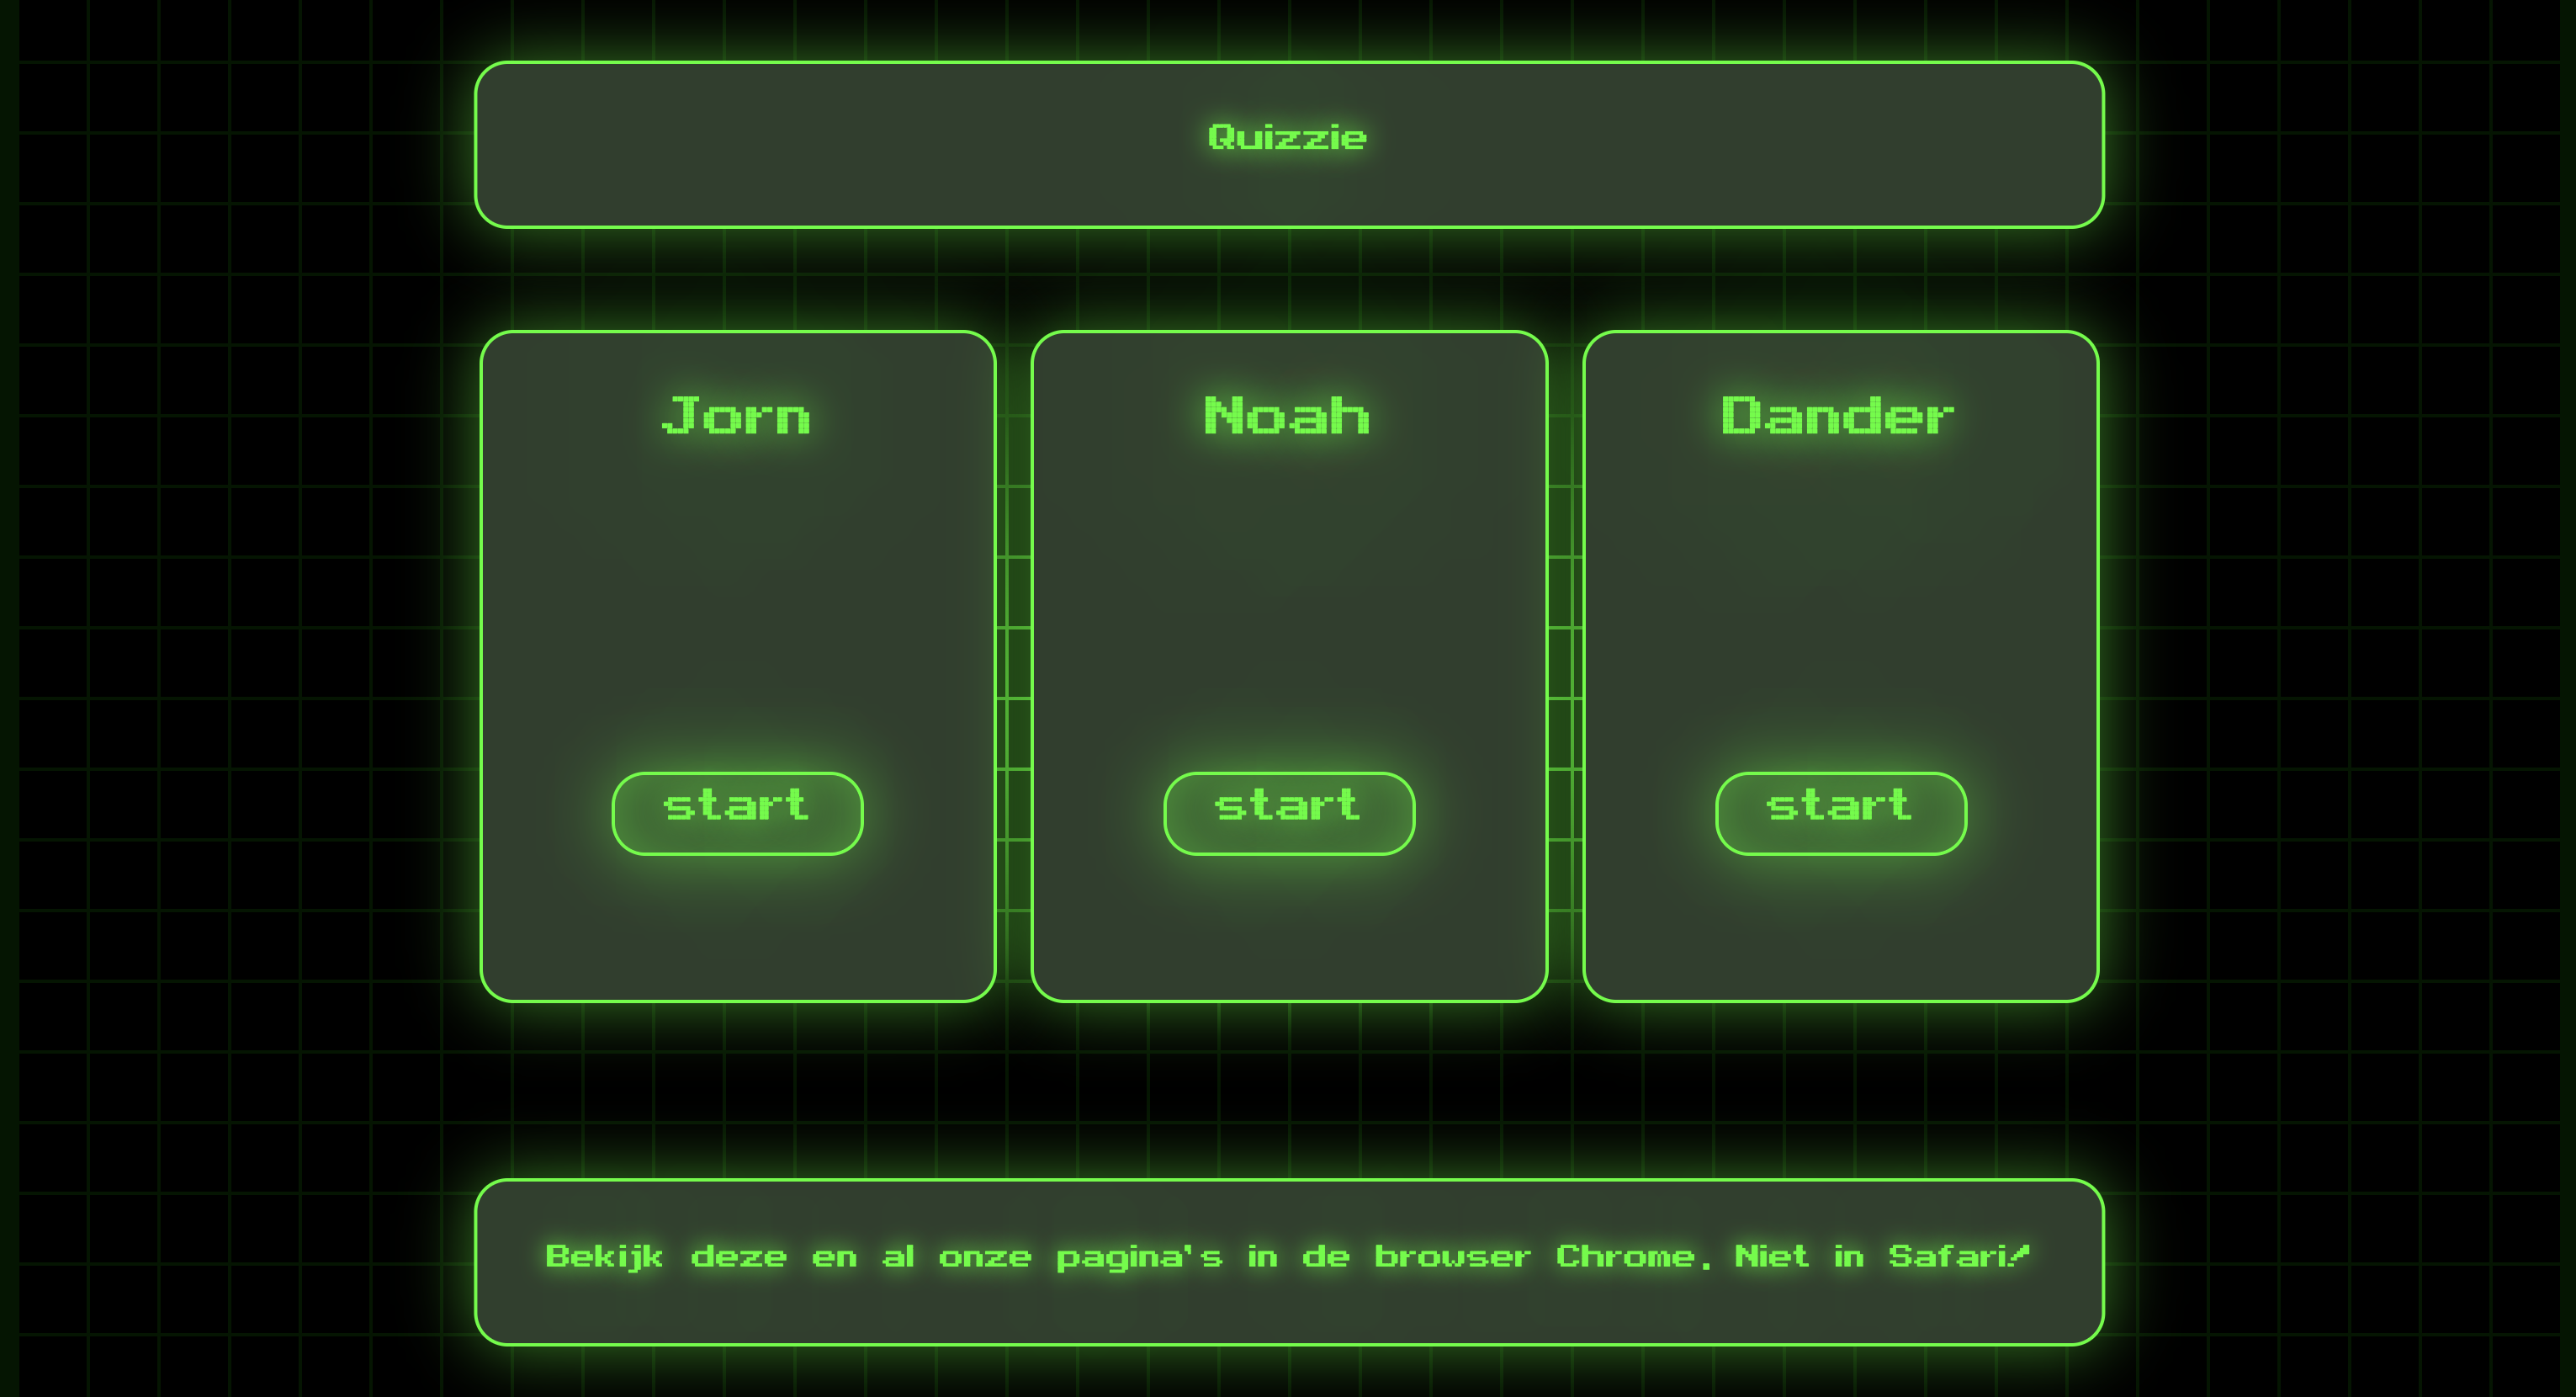 Quizzie
Jorn
Noah
Dander
start
start
start
Bekijk deze en al onze pagina's in de browser Chrome. Niet in Safari!